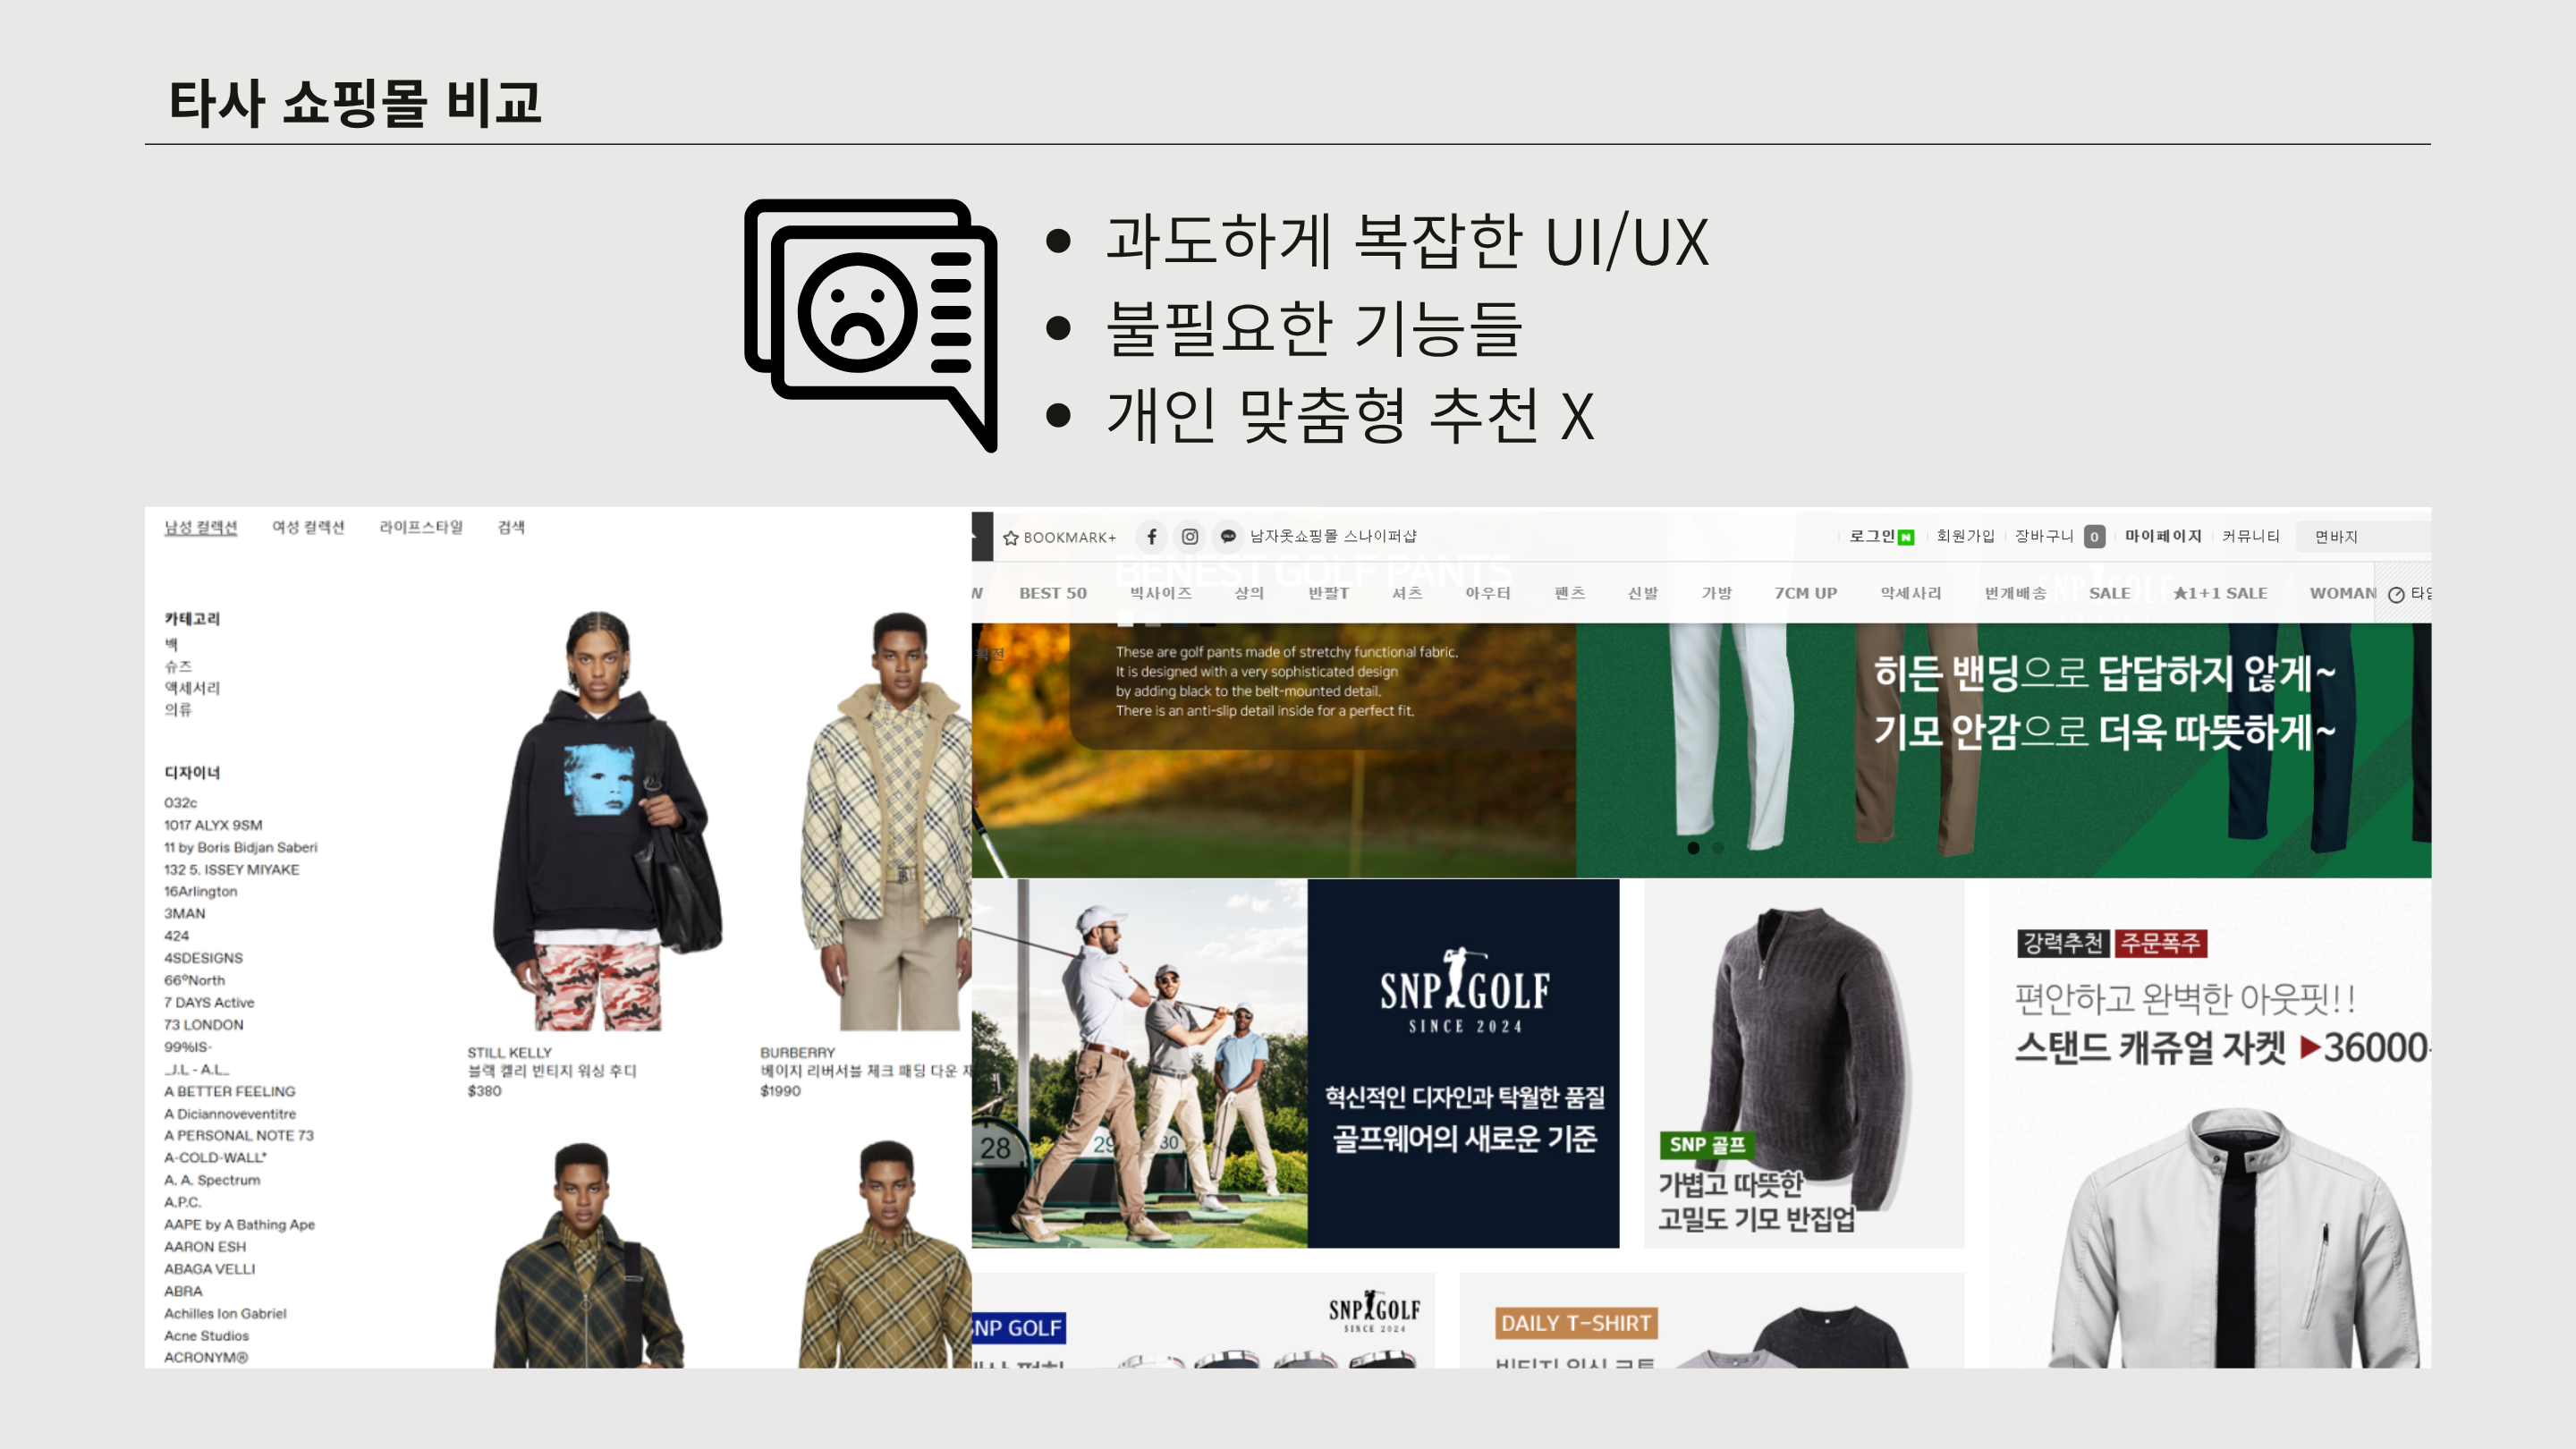 타사 쇼핑몰 비교
• 과도하게 복잡한 UI/UX
• 불필요한 기능들
• 개인 맞춤형 추천 X
남성 컬렉션 여성 컬렉션 라이프스타일 검색
카테고리
백
슈즈
액세서리
의류
디자이너
032c
1017 ALYX 9SM
11 by Boris Bidjan Saberi
132 5. ISSEY MIYAKE
16Arlington
3MAN
424
4SDESIGNS
66°North
7 DAYS Active
73 LONDON
99%IS-
_J.L - A.L_
A BETTER FEELING
A Diciannoveventitre
A PERSONAL NOTE 73
A-COLD-WALL*
A. A. Spectrum
A.P.C.
AAPE by A Bathing Ape
AARON ESH
ABAGA VELLI
ABRA
Achilles Ion Gabriel
Acne Studios
ACRONYM®
STILL KELLY
블랙 켈리 빈티지 워싱 후디
$380
BURBERRY
베이지 리버서블 체크 패딩 다운
$1990
BOOKMARK+ 남자옷쇼핑몰 스나이퍼샵
로그인 N 회원가입 장바구니 0 마이페이지 커뮤니티 면바지
BENEST GOLF PANTS
BEST 50 빅사이즈 상의 반팔T 셔츠 아우터 팬츠 신발 가방 7CM UP 악세사리 번개배송 SALE ★1+1 SALE WOMAN
These are golf pants made of stretchy functional fabric.
It is designed with a very sophisticated design
by adding black to the belt-mounted detail.
There is an anti-slip detail inside for a perfect fit.
히든 밴딩으로 답답하지 않게~
기모 안감으로 더욱 따뜻하게~
28 29 30
SNP GOLF
SINCE 2024
혁신적인 디자인과 탁월한 품질
골프웨어의 새로운 기준
SNP 골프
가볍고 따뜻한
고밀도 기모 반집업
강력추천 주문폭주
편안하고 완벽한 아웃핏!!
스탠드 캐쥬얼 자켓 ▶36000
SNP GOLF
SNP GOLF
SINCE 2024
DAILY T-SHIRT